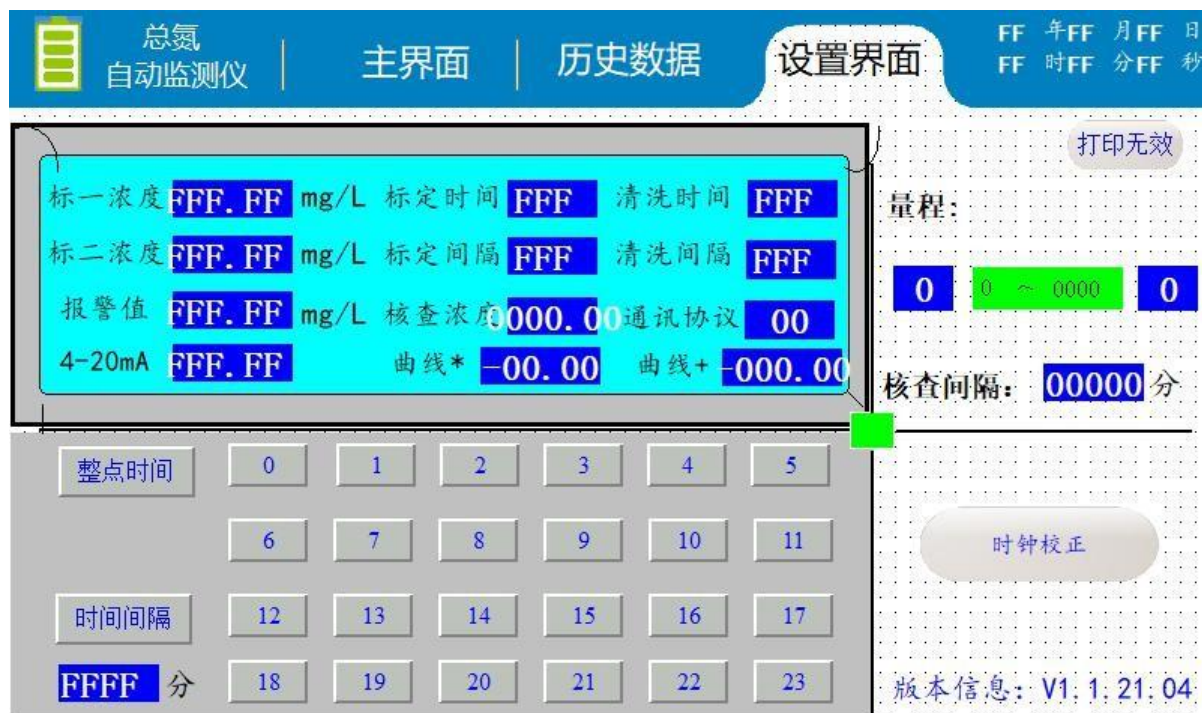 总氮
自动监测仪
主界面
历史数据
设置界面
FF 年FF 月FF 日
FF 时FF 分FF 秒
打印无效
标一浓度 FFF.FF mg/L 标定时间 FFF 清洗时间 FFF
标二浓度 FFF.FF mg/L 标定间隔 FFF 清洗间隔 FFF
报警值 FFF.FF mg/L 核查浓度 0000.00 通讯协议 00
4-20mA FFF.FF 曲线* -00.00 曲线+ -000.00
量程:
0 0 ~ 0000 0
核查间隔: 00000 分
整点时间 0 1 2 3 4 5
6 7 8 9 10 11
时间间隔 12 13 14 15 16 17
FFFF 分 18 19 20 21 22 23
时钟校正
版本信息: V1.1.21.04